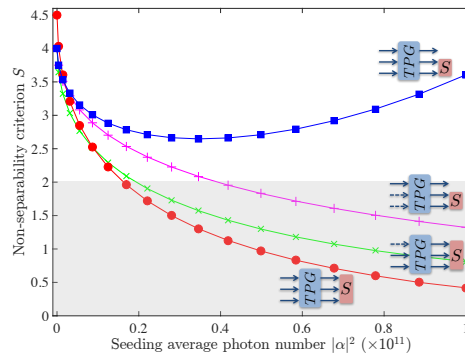 4.5
4
3.5
3
2.5
2
1.5
1
0.5
0
Non-separability criterion S
0
0.2
0.4
0.6
0.8
1
Seeding average photon number |α|² (×10¹¹)
TPG
S
TPG
S
TPG
S
TPG
S